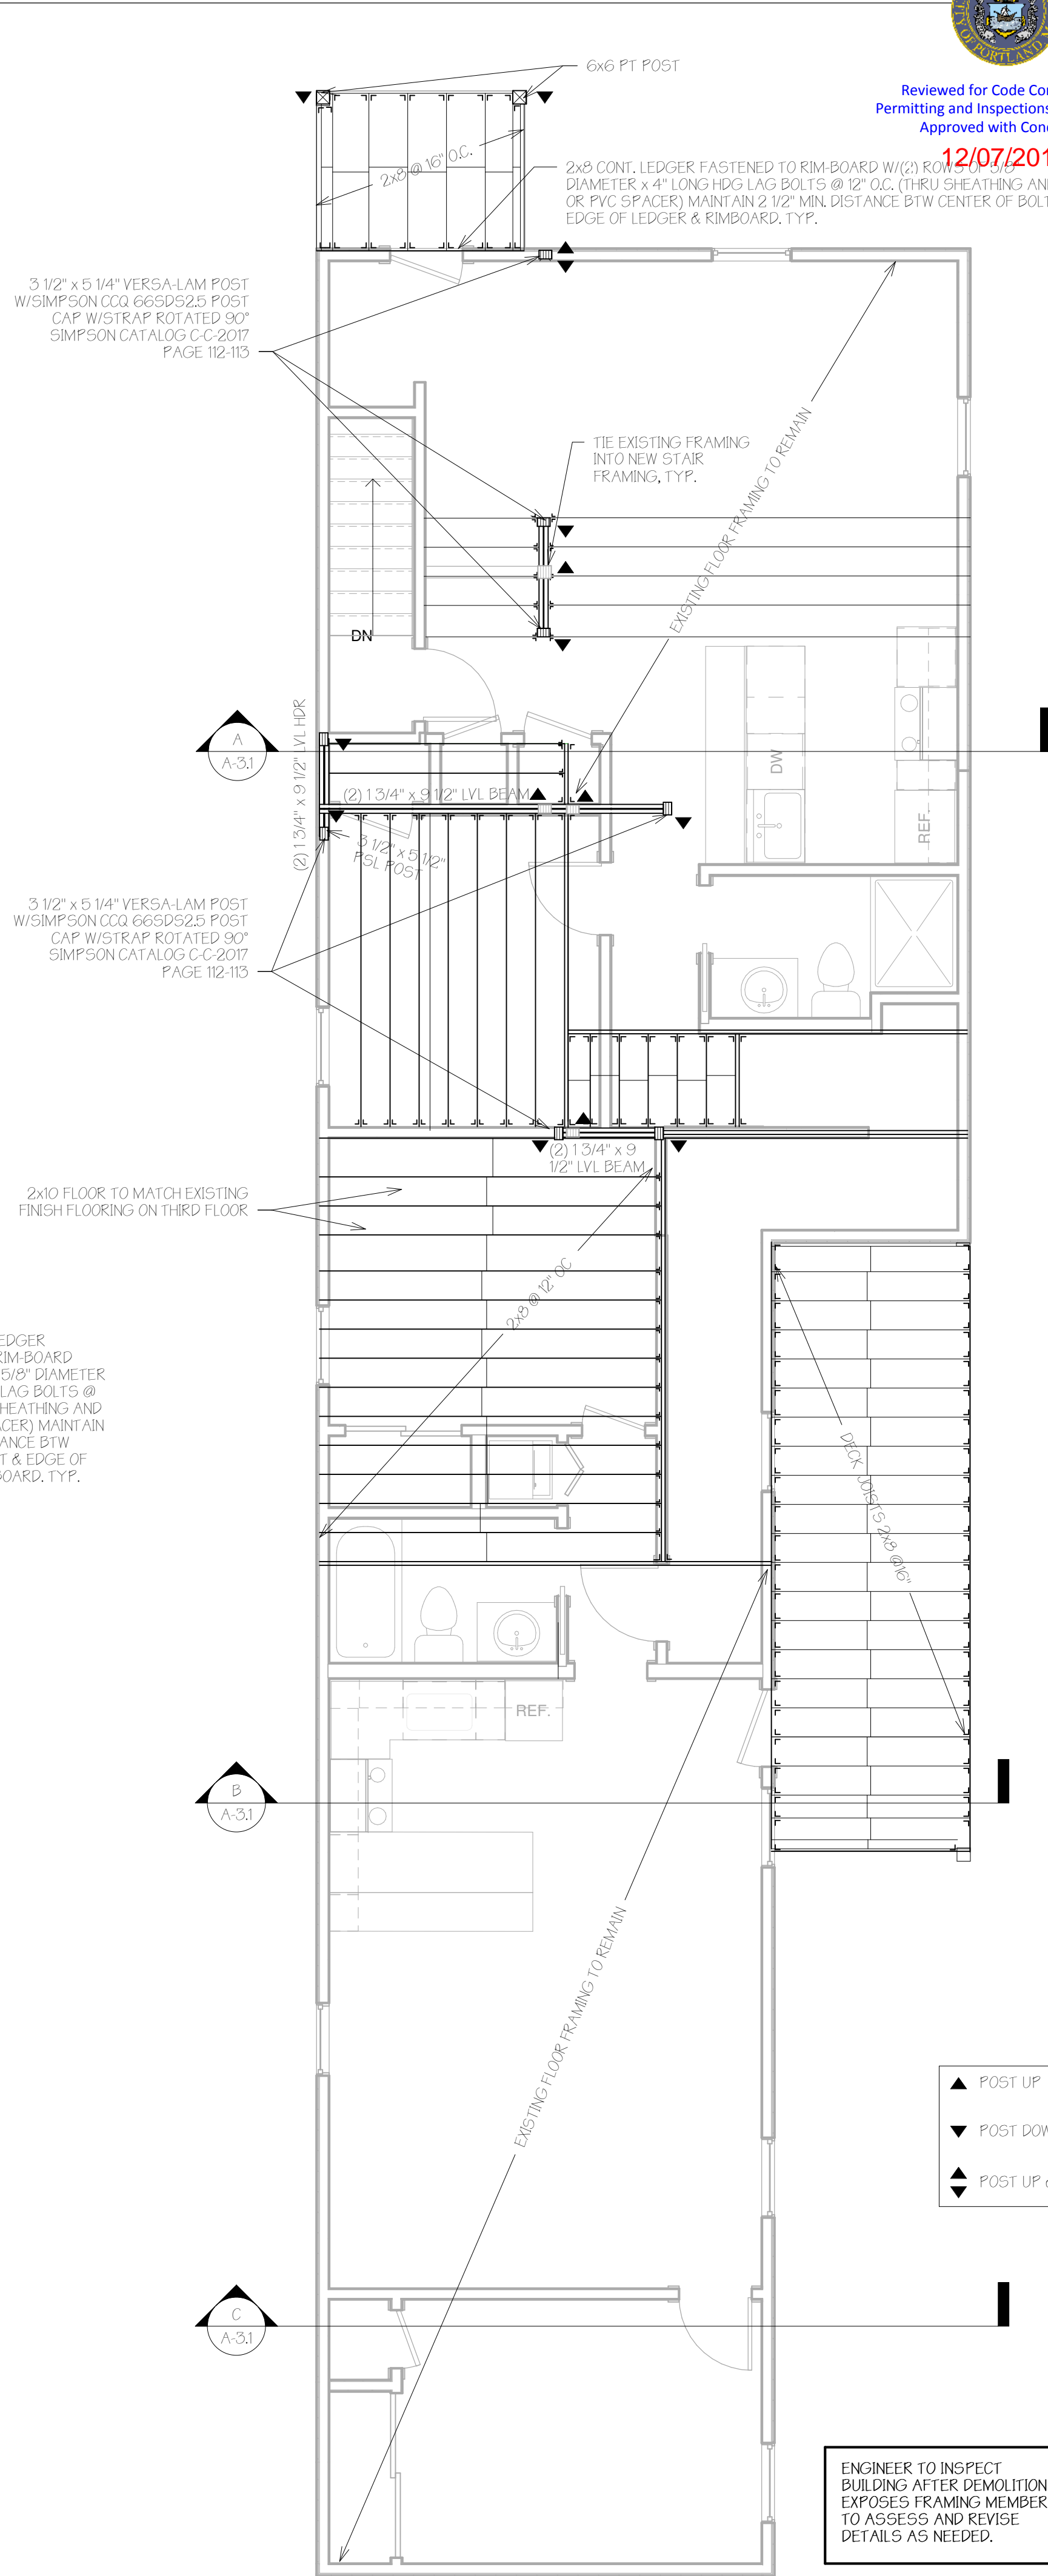 CITY OF PORTLAND
Reviewed for Code
Permitting and Inspections
Approved with
12/07/201
6x6 PT POST
2x8 @ 16" O.C.
2x8 CONT. LEDGER FASTENED TO RIM-BOARD W/(2) ROWS OF 5/8"
DIAMETER x 4" LONG HDG LAG BOLTS @ 12" O.C. (THRU SHEATHING AND
OR PVC SPACER) MAINTAIN 2 1/2" MIN. DISTANCE BTW CENTER OF BOLT
EDGE OF LEDGER & RIMBOARD. TYP.
3 1/2" x 5 1/4" VERSA-LAM POST
W/SIMPSON CCQ 66SDS2.5 POST
CAP W/STRAP ROTATED 90°
SIMPSON CATALOG C-C-2017
PAGE 112-113
TIE EXISTING FRAMING
INTO NEW STAIR
FRAMING, TYP.
EXISTING FLOOR FRAMING TO REMAIN
DN
(2) 1 3/4" x 9 1/2" LVL HDR
A
A-3.1
(2) 1 3/4" x 9 1/2" LVL BEAM
3 1/2" x 5 1/2"
PSL POST
DW
REF.
3 1/2" x 5 1/4" VERSA-LAM POST
W/SIMPSON CCQ 66SDS2.5 POST
CAP W/STRAP ROTATED 90°
SIMPSON CATALOG C-C-2017
PAGE 112-113
(2) 1 3/4" x 9
1/2" LVL BEAM
2x10 FLOOR TO MATCH EXISTING
FINISH FLOORING ON THIRD FLOOR
2x8 @ 12" OC
EDGER
RIM-BOARD
5/8" DIAMETER
LAG BOLTS @
HEATHING AND
ACER) MAINTAIN
ANCE BTW
T & EDGE OF
BOARD. TYP.
DECK JOISTS 2x8 @16"
REF.
B
A-3.1
EXISTING FLOOR FRAMING TO REMAIN
POST UP
POST DOW
POST UP
C
A-3.1
ENGINEER TO INSPECT
BUILDING AFTER DEMOLITION
EXPOSES FRAMING MEMBER
TO ASSESS AND REVISE
DETAILS AS NEEDED.